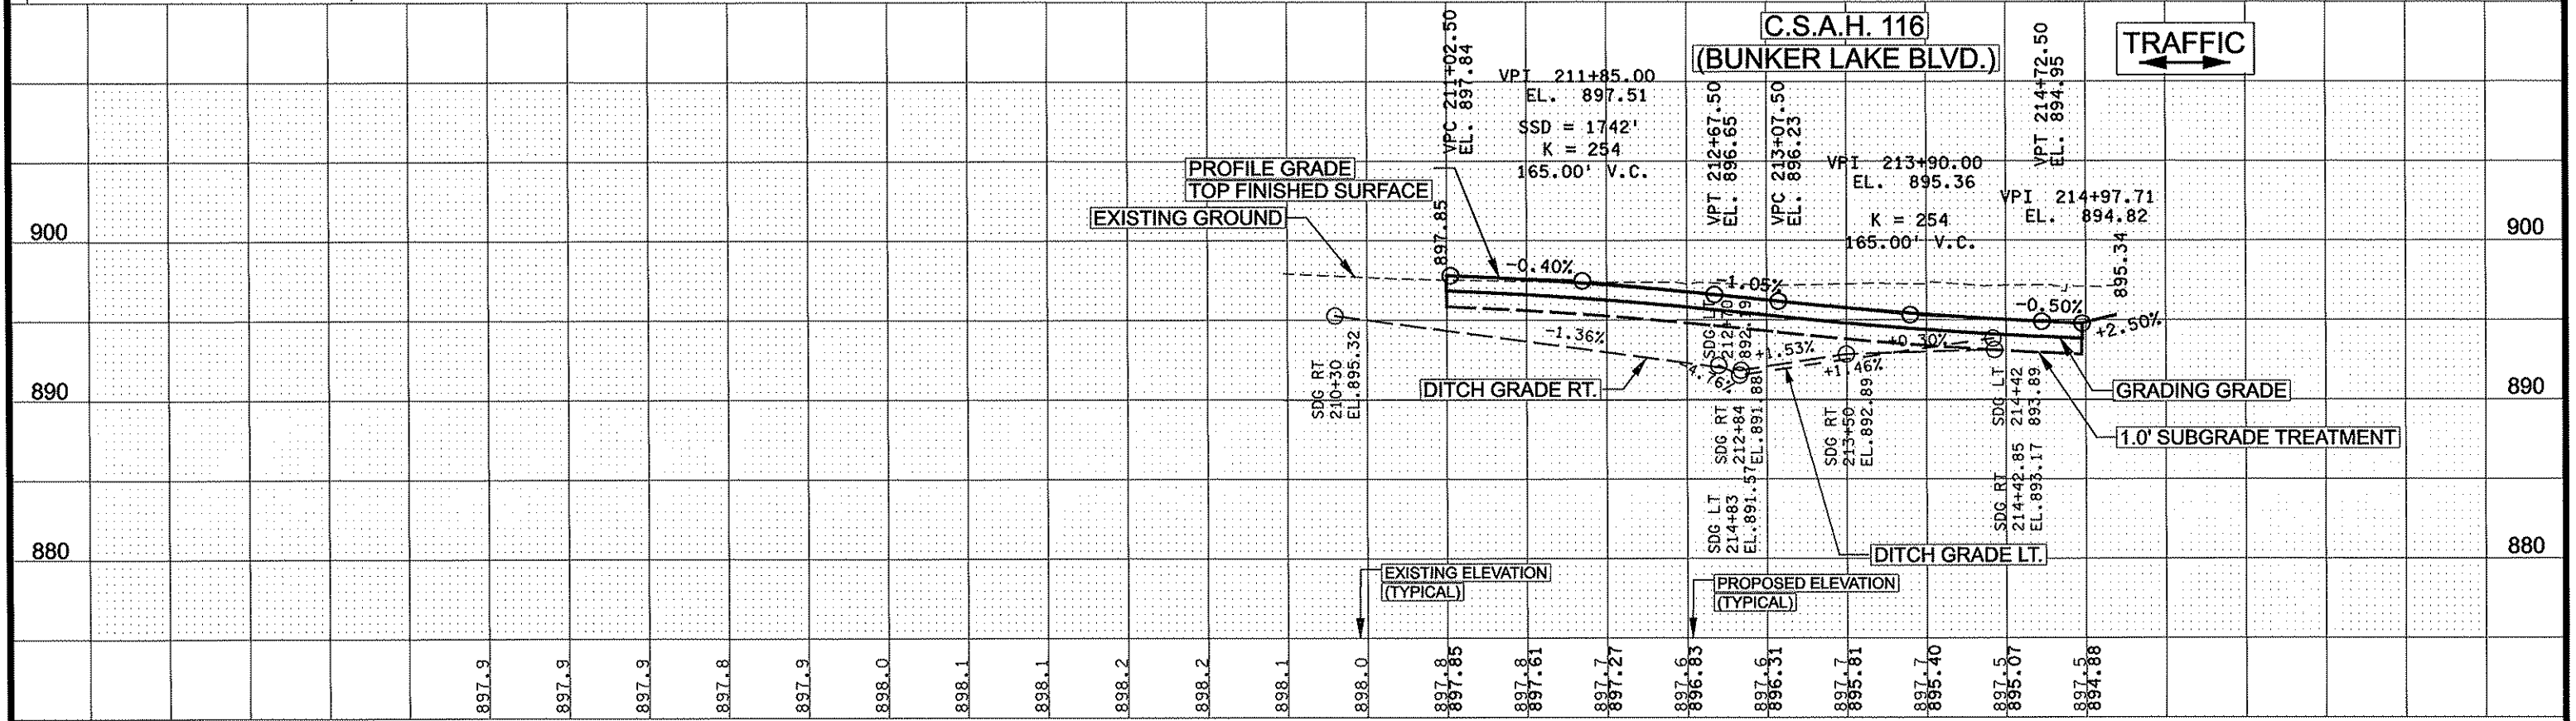 C.S.A.H. 116
(BUNKER LAKE BLVD.)
TRAFFIC
VPC 211+02.50
EL. 897.84
VPI 211+85.00
EL. 897.51
SSD = 1742'
K = 254
165.00' V.C.
VPT 212+67.50
EL. 896.65
VPC 213+07.50
EL. 896.23
VPI 213+90.00
EL. 895.36
K = 254
165.00' V.C.
VPT 214+72.50
EL. 894.95
VPI 214+97.71
EL. 894.82
PROFILE GRADE
TOP FINISHED SURFACE
EXISTING GROUND
900
900
897.85
895.34
-0.40%
-1.05%
-0.50%
+2.50%
-1.36%
+1.53%
+0.30%
+1.46%
4.76%
SDG RT
210+30
EL.895.32
SDG LT
212+70
DITCH GRADE RT.
890
890
SDG RT
212+84
EL.891.88
SDG LT
214+83
EL.891.57
SDG RT
213+50
EL.892.89
SDG LT
214+42
893.89
SDG RT
214+42.85
EL.893.17
GRADING GRADE
1.0' SUBGRADE TREATMENT
DITCH GRADE LT.
880
880
EXISTING ELEVATION
(TYPICAL)
PROPOSED ELEVATION
(TYPICAL)
897.9
897.9
897.9
897.8
897.9
898.0
898.1
898.1
898.2
898.2
898.1
898.0
897.8
897.85
897.8
897.61
897.7
897.27
897.6
896.83
897.6
896.31
897.7
895.81
897.7
895.40
897.5
895.07
897.5
894.88